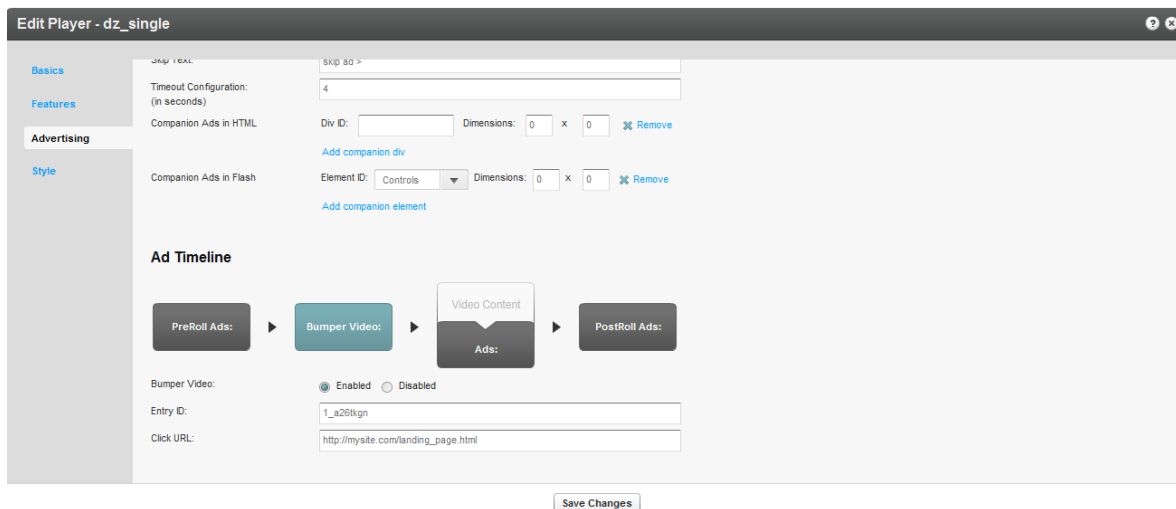 Edit Player - dz_single
Basics
Features
Advertising
Style
Skip Text:
skip ad >
Timeout Configuration:
(in seconds)
4
Companion Ads in HTML
Div ID:
Dimensions: 0 x 0
Remove
Add companion div
Companion Ads in Flash
Element ID: Controls
Dimensions: 0 x 0
Remove
Add companion element
Ad Timeline
PreRoll Ads:
Bumper Video:
Video Content
Ads:
PostRoll Ads:
Bumper Video:
Enabled
Disabled
Entry ID:
1_a26tkgn
Click URL:
http://mysite.com/landing_page.html
Save Changes